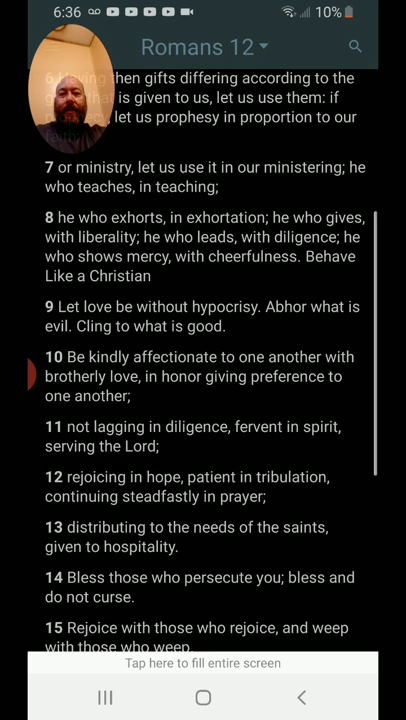 6:36
10%
Romans 12
6 Having then gifts differing according to the
is given to us, let us use them: if
let us prophesy in proportion to our
7 or ministry, let us use it in our ministering; he
who teaches, in teaching;
8 he who exhorts, in exhortation; he who gives,
with liberality; he who leads, with diligence; he
who shows mercy, with cheerfulness. Behave
Like a Christian
9 Let love be without hypocrisy. Abhor what is
evil. Cling to what is good.
10 Be kindly affectionate to one another with
brotherly love, in honor giving preference to
one another;
11 not lagging in diligence, fervent in spirit,
serving the Lord;
12 rejoicing in hope, patient in tribulation,
continuing steadfastly in prayer;
13 distributing to the needs of the saints,
given to hospitality.
14 Bless those who persecute you; bless and
do not curse.
15 Rejoice with those who rejoice, and weep
with those who weep.
Tap here to fill entire screen